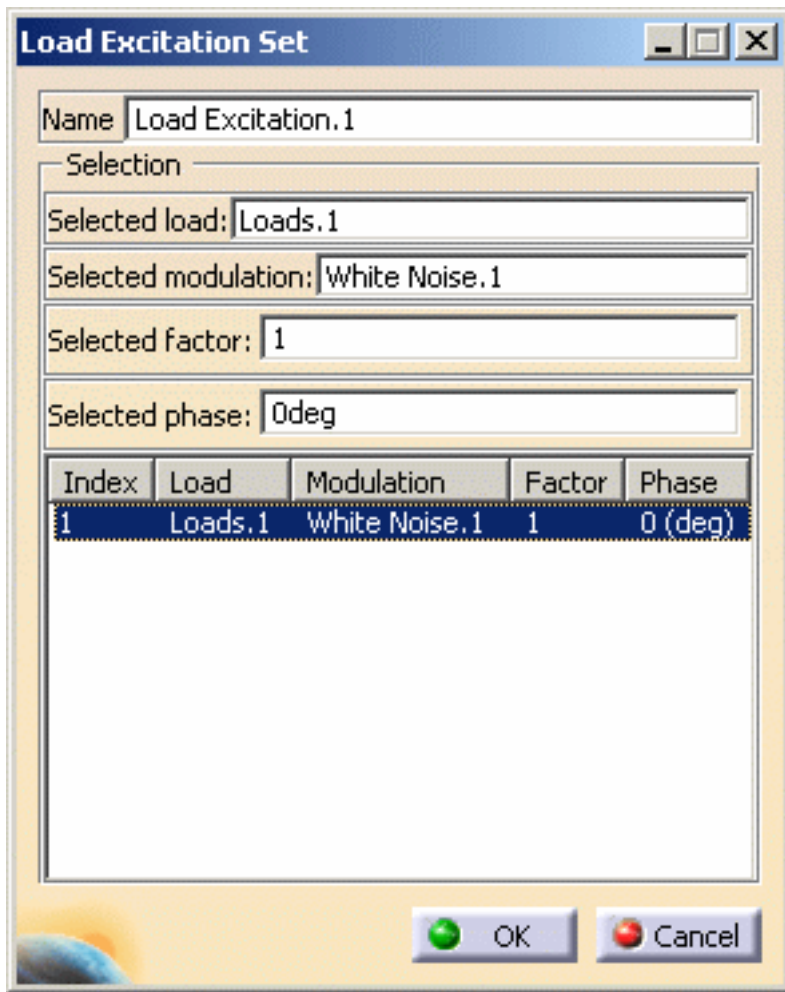 Load Excitation Set
Name Load Excitation.1
Selection
Selected load: Loads.1
Selected modulation: White Noise.1
Selected factor: 1
Selected phase: 0deg
Index Load Modulation Factor Phase
1 Loads.1 White Noise.1 1 0 (deg)
OK Cancel